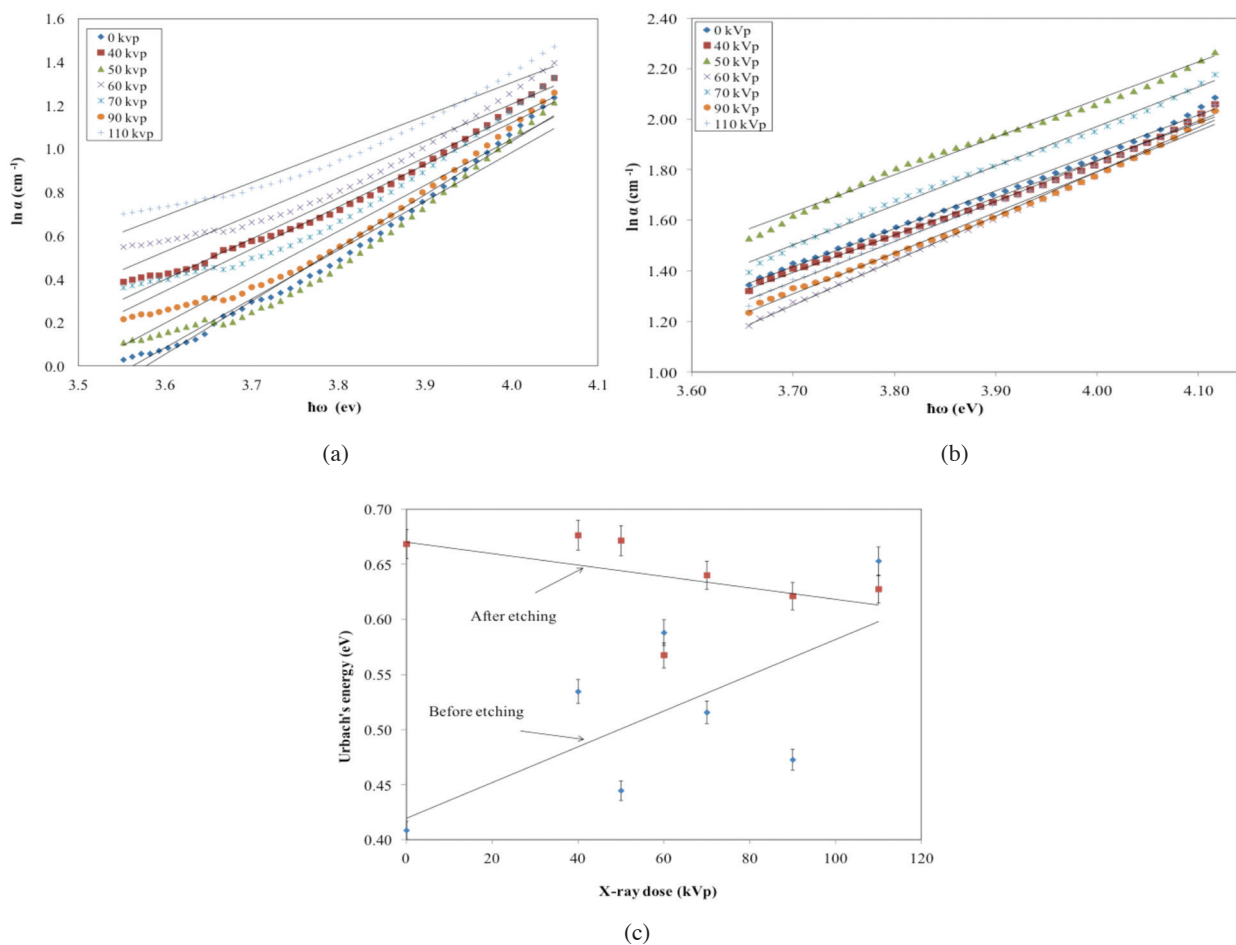 1.6
1.4
1.2
1.0
0.8
0.6
0.4
0.2
0.0
ln α (cm⁻¹)
0 kvp
40 kvp
50 kvp
60 kvp
70 kvp
90 kvp
110 kvp
3.5 3.6 3.7 3.8 3.9 4.0 4.1
ħω (ev)
(a)
2.40
2.20
2.00
1.80
1.60
1.40
1.20
1.00
ln α (cm⁻¹)
0 kVp
40 kVp
50 kVp
60 kVp
70 kVp
90 kVp
110 kVp
3.60 3.70 3.80 3.90 4.00 4.10
ħω (eV)
(b)
0.70
0.65
0.60
0.55
0.50
0.45
0.40
Urbach's energy (eV)
After etching
Before etching
0 20 40 60 80 100 120
X-ray dose (kVp)
(c)